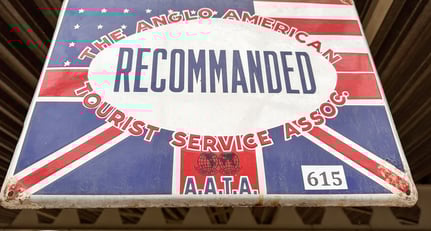 THE ANGLO AMERICAN
RECOMMANDED
TOURIST SERVICE ASSOC.
A.A.T.A.
615